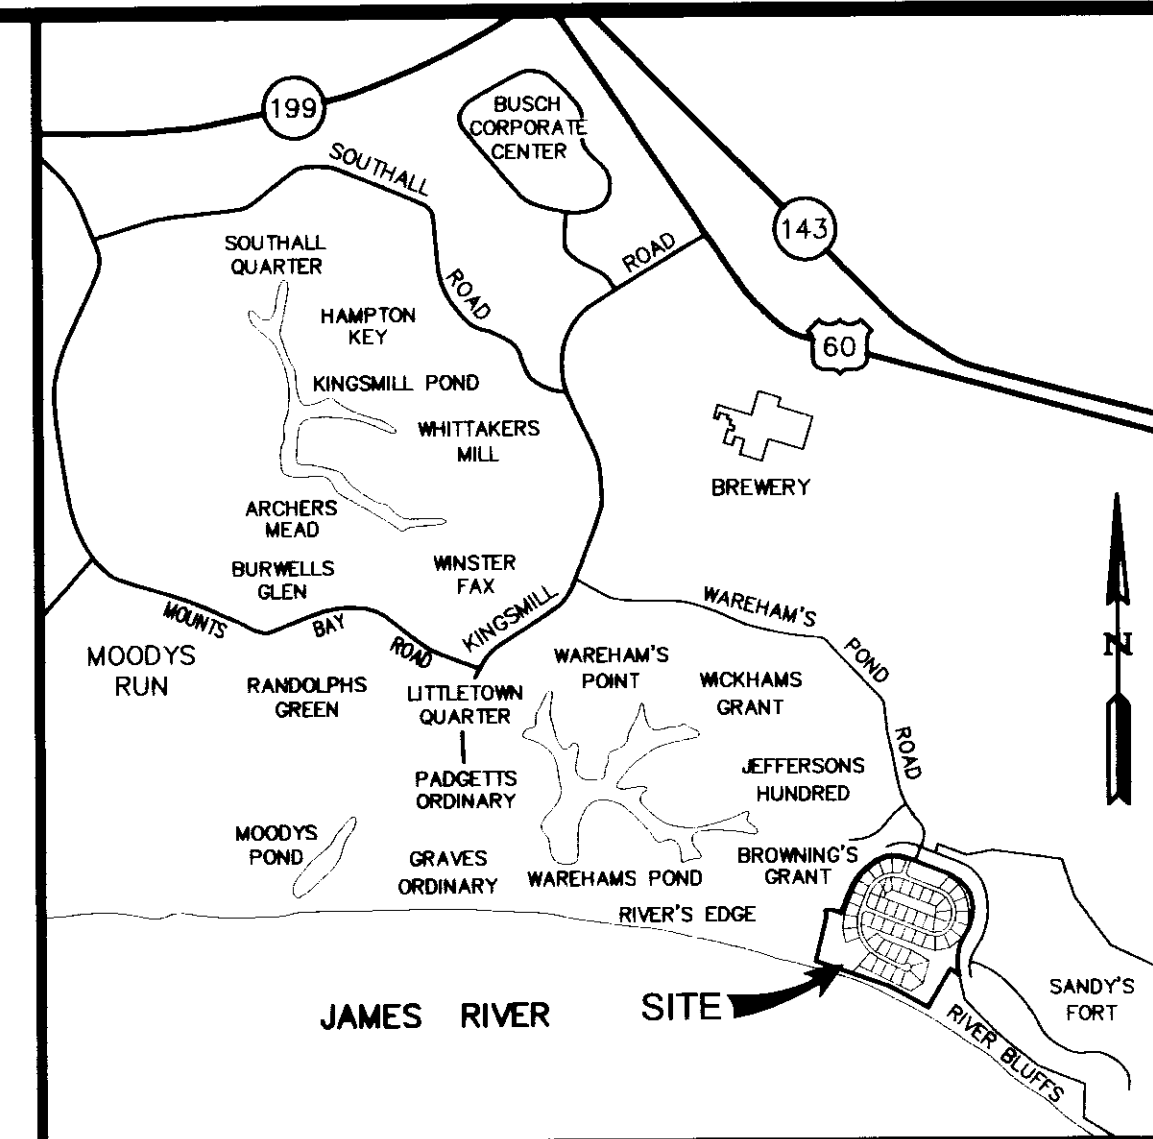 199
BUSCH
CORPORATE
CENTER
SOUTHALL
ROAD
143
ROAD
60
SOUTHALL
QUARTER
HAMPTON
KEY
KINGSMILL POND
WHITTAKERS
MILL
BREWERY
ARCHERS
MEAD
BURWELLS
GLEN
WINSTER
FAX
MOUNTS
BAY
ROAD
KINGSMILL
WAREHAM'S
POND
ROAD
N
MOODYS
RUN
RANDOLPHS
GREEN
LITTLETOWN
QUARTER
WAREHAM'S
POINT
WICKHAMS
GRANT
PADGETTS
ORDINARY
JEFFERSONS
HUNDRED
MOODYS
POND
GRAVES
ORDINARY
WAREHAMS POND
BROWNING'S
GRANT
RIVER'S EDGE
JAMES RIVER
SITE
SANDY'S
FORT
RIVER BLUFFS